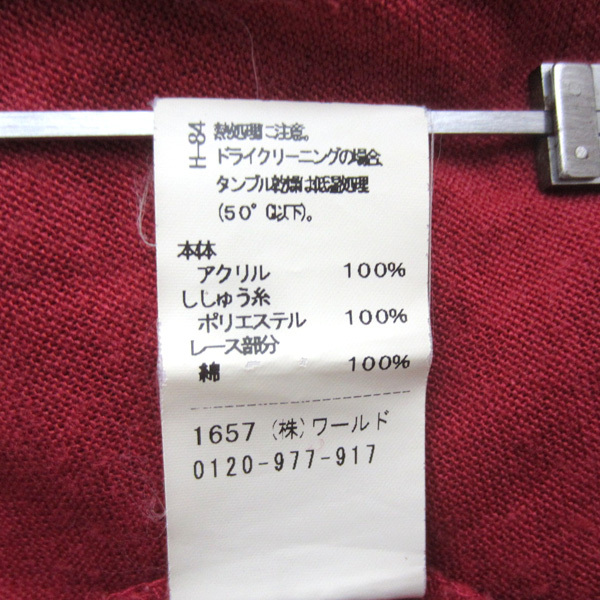 H-84
熱処理に注意。
ドライクリーニングの場合、
タンブル乾燥は低温処理
(50℃以下)。
本体
アクリル 100%
ししゅう糸
ポリエステル 100%
レース部分
綿 100%
1657 (株)ワールド
0120-977-917